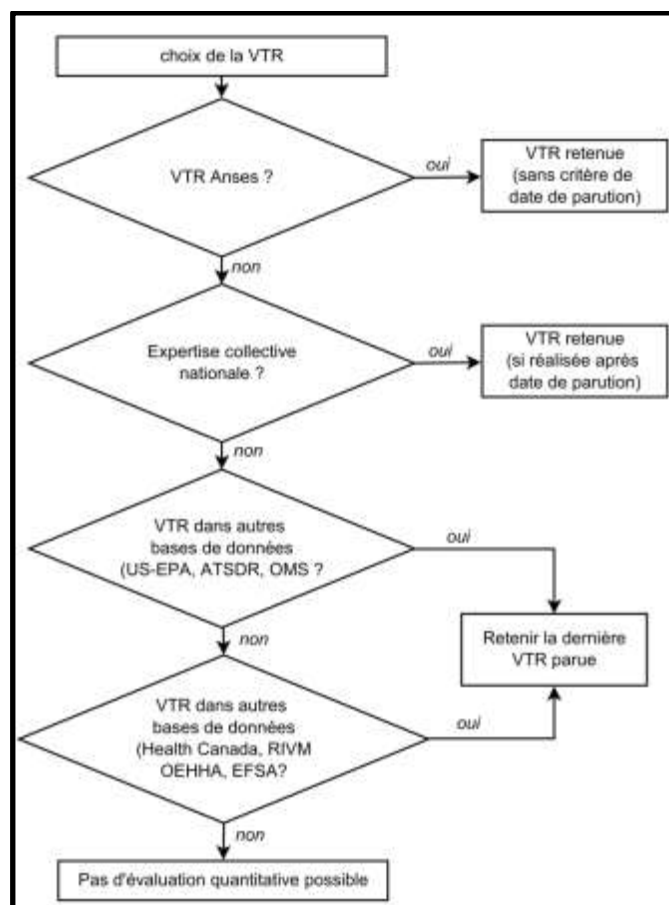 choix de la VTR
VTR Anses ?
oui
VTR retenue
(sans critère de
date de parution)
non
Expertise collective
nationale ?
oui
VTR retenue
(si réalisée après
date de parution)
non
VTR dans autres
bases de données
(US-EPA, ATSDR, OMS ?
oui
non
Retenir la dernière
VTR parue
VTR dans autres
bases de données
(Health Canada, RIVM
OEHHA, EFSA?
oui
non
Pas d'évaluation quantitative possible